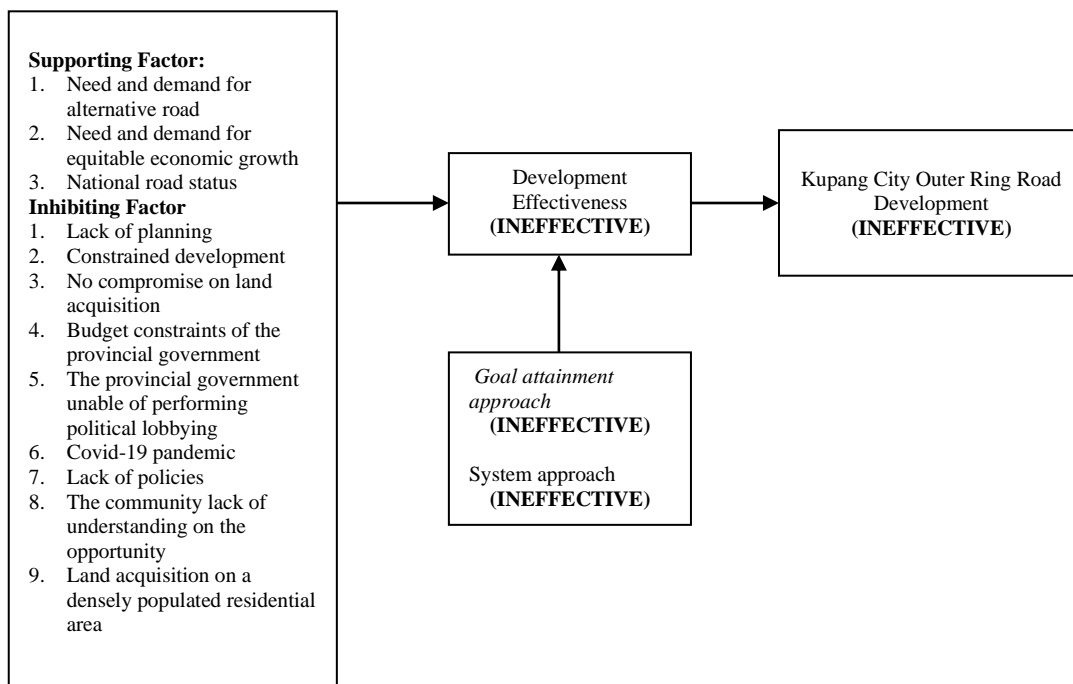 Supporting Factor:
1. Need and demand for
alternative road
2. Need and demand for
equitable economic growth
3. National road status
Inhibiting Factor
1. Lack of planning
2. Constrained development
3. No compromise on land
acquisition
4. Budget constraints of the
provincial government
5. The provincial government
unable of performing
political lobbying
6. Covid-19 pandemic
7. Lack of policies
8. The community lack of
understanding on the
opportunity
9. Land acquisition on a
densely populated residential
area
Development
Effectiveness
(INEFFECTIVE)
Goal attainment
approach
(INEFFECTIVE)
System approach
(INEFFECTIVE)
Kupang City Outer Ring Road
Development
(INEFFECTIVE)